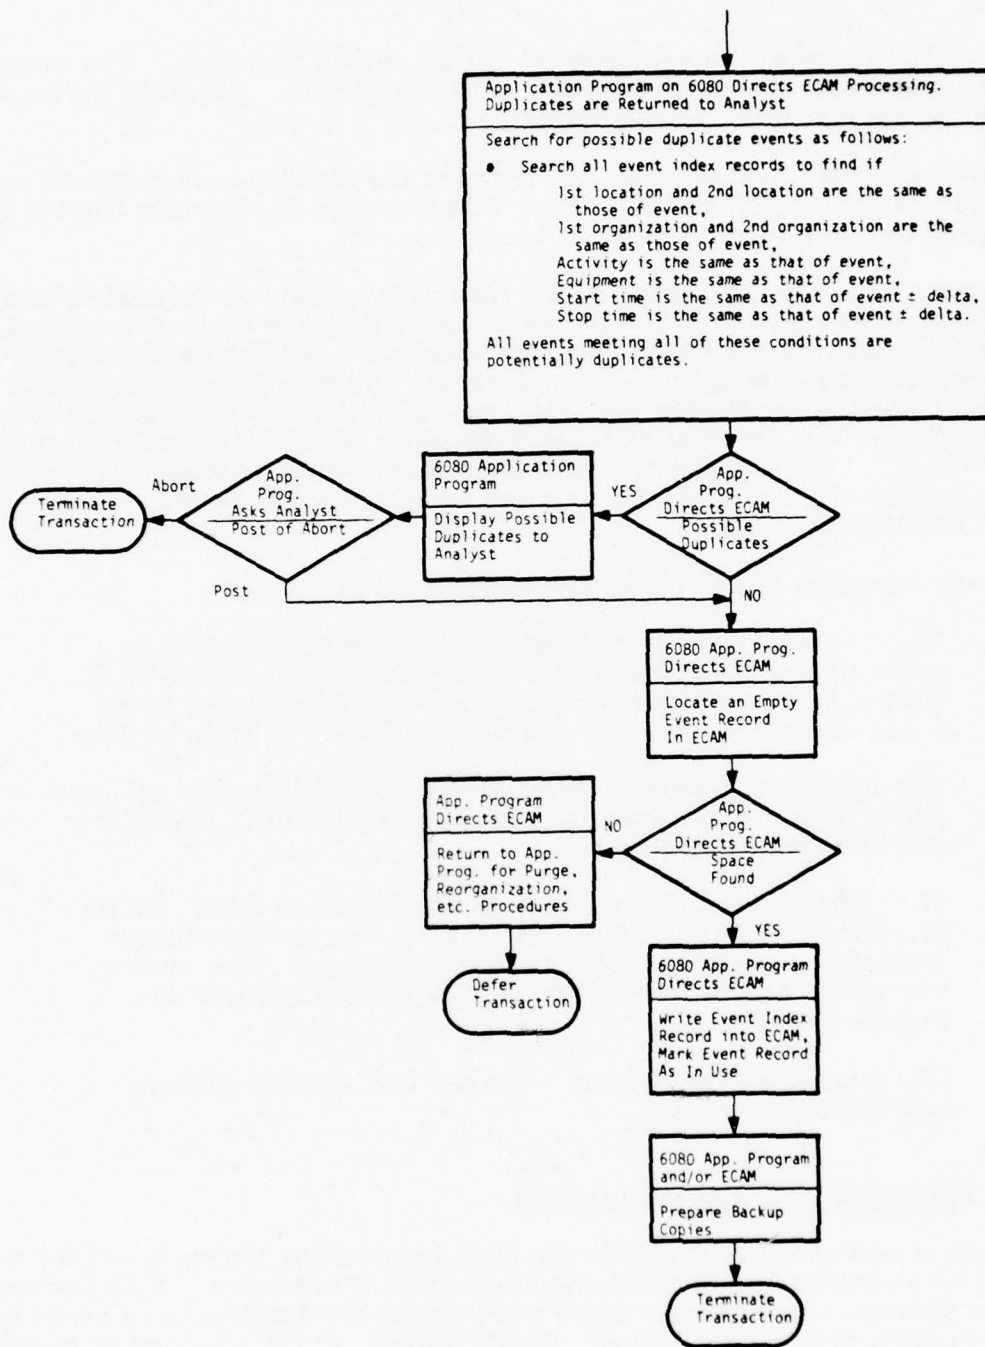 Application Program on 6080 Directs ECAM Processing.
Duplicates are Returned to Analyst
Search for possible duplicate events as follows:
● Search all event index records to find if
1st location and 2nd location are the same as
those of event,
1st organization and 2nd organization are the
same as those of event,
Activity is the same as that of event,
Equipment is the same as that of event,
Start time is the same as that of event ± delta,
Stop time is the same as that of event ± delta.
All events meeting all of these conditions are
potentially duplicates.
App.
Prog.
Directs ECAM
Possible
Duplicates
YES
NO
6080 Application
Program
Display Possible
Duplicates to
Analyst
App.
Prog.
Asks Analyst
Post of Abort
Abort
Post
Terminate
Transaction
6080 App. Prog.
Directs ECAM
Locate an Empty
Event Record
In ECAM
App.
Prog.
Directs ECAM
Space
Found
NO
YES
App. Program
Directs ECAM
Return to App.
Prog. for Purge,
Reorganization,
etc. Procedures
Defer
Transaction
6080 App. Program
Directs ECAM
Write Event Index
Record into ECAM,
Mark Event Record
As In Use
6080 App. Program
and/or ECAM
Prepare Backup
Copies
Terminate
Transaction